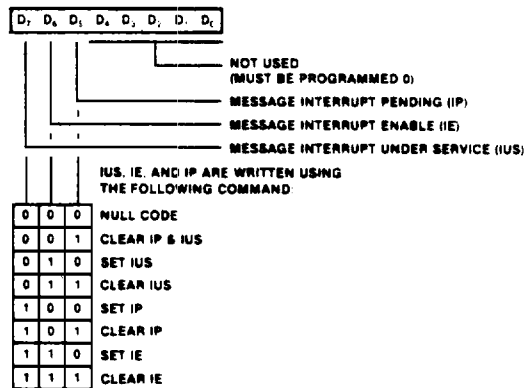 D7 D6 D5 D4 D3 D2 D1 D0
NOT USED
(MUST BE PROGRAMMED 0)
MESSAGE INTERRUPT PENDING (IP)
MESSAGE INTERRUPT ENABLE (IE)
MESSAGE INTERRUPT UNDER SERVICE (IUS)
IUS, IE, AND IP ARE WRITTEN USING
THE FOLLOWING COMMAND:
0 0 0 NULL CODE
0 0 1 CLEAR IP & IUS
0 1 0 SET IUS
0 1 1 CLEAR IUS
1 0 0 SET IP
1 0 1 CLEAR IP
1 1 0 SET IE
1 1 1 CLEAR IE